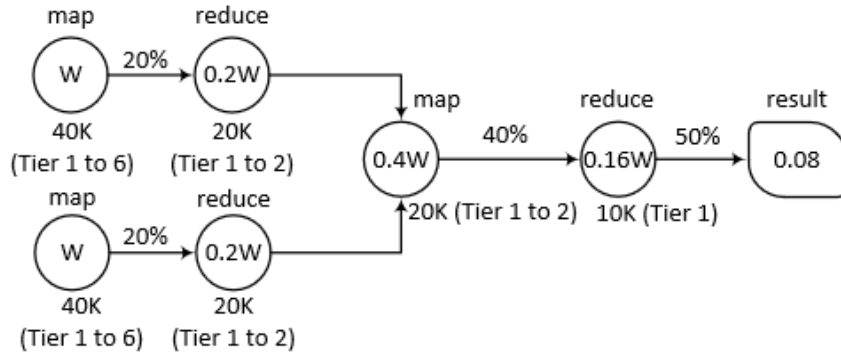 map
reduce
W
20%
0.2W
40K
(Tier 1 to 6)
20K
(Tier 1 to 2)
map
reduce
result
0.4W
40%
0.16W
50%
0.08
20K (Tier 1 to 2)
10K (Tier 1)
map
reduce
W
20%
0.2W
40K
(Tier 1 to 6)
20K
(Tier 1 to 2)